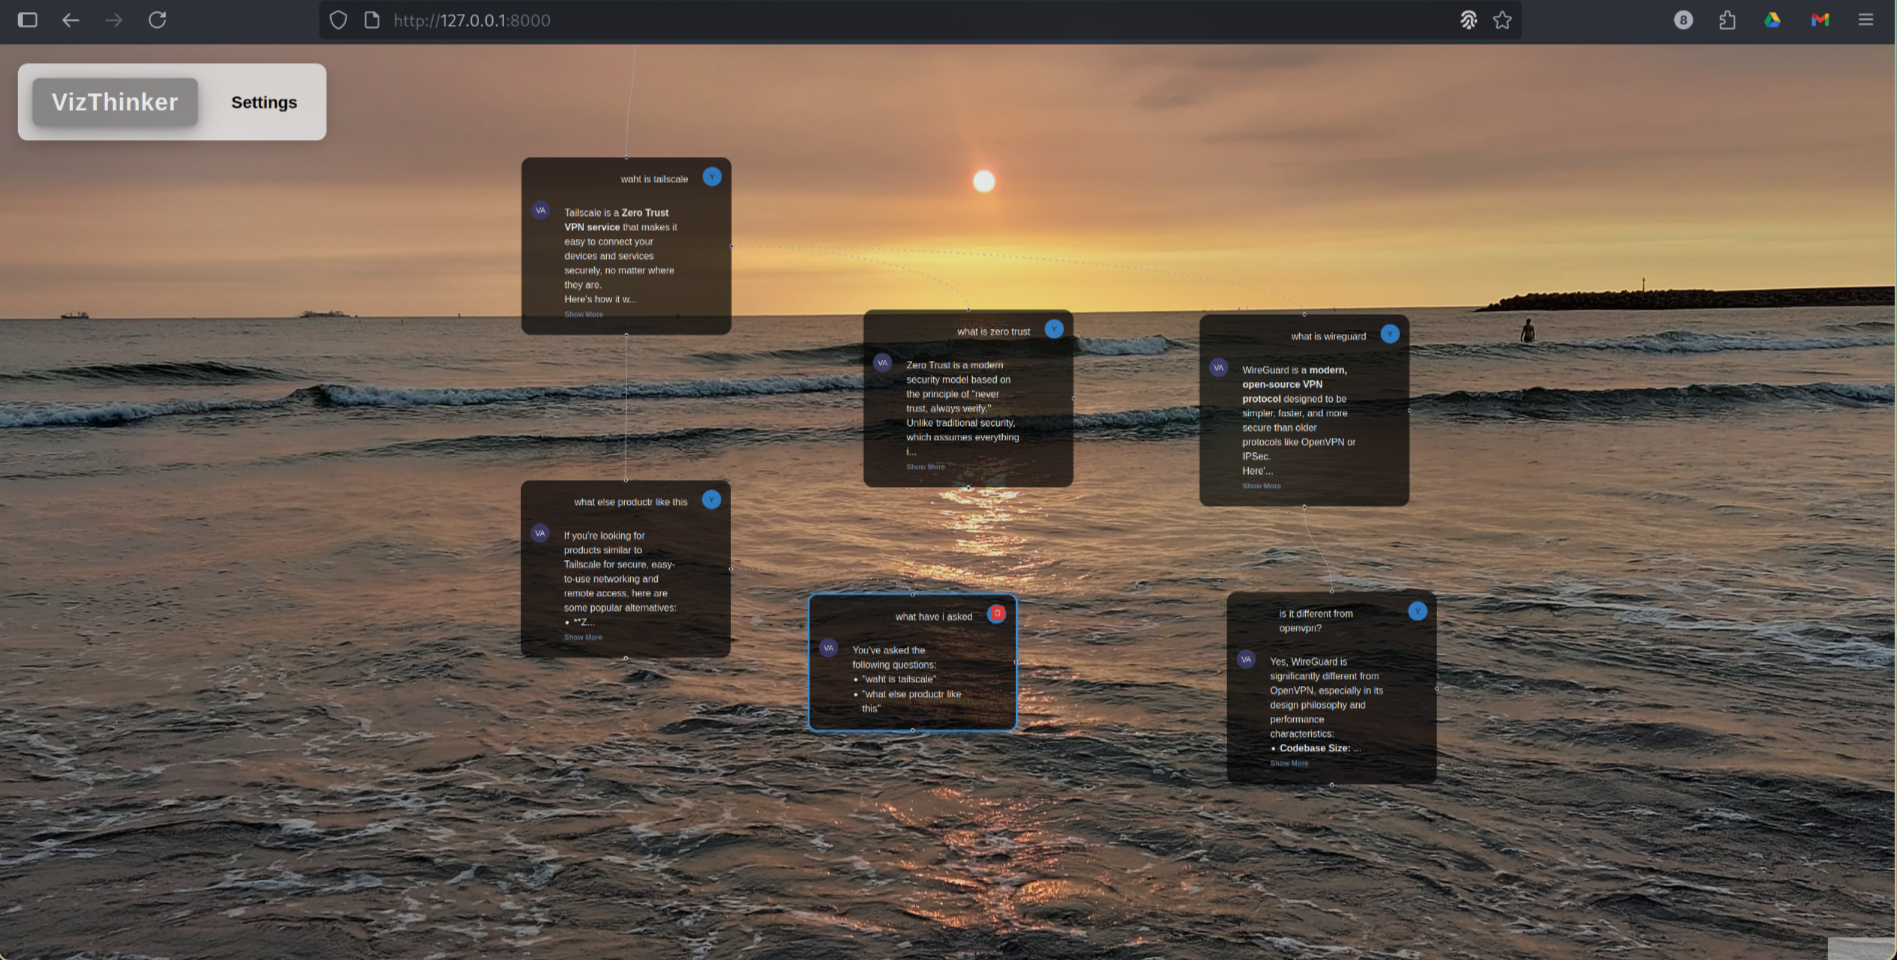 http://127.0.0.1:8000
8
VizThinker
Settings
waht is tailscale
Y
VA
Tailscale is a Zero Trust
VPN service that makes it
easy to connect your
devices and services
securely, no matter where
they are.
Here's how it w...
Show More
what is zero trust
Y
VA
Zero Trust is a modern
security model based on
the principle of "never
trust, always verify."
Unlike traditional security,
which assumes everything
i...
Show More
what is wireguard
Y
VA
WireGuard is a modern,
open-source VPN
protocol designed to be
simpler, faster, and more
secure than older
protocols like OpenVPN or
IPSec.
Here'...
Show More
what else productr like this
Y
VA
If you're looking for
products similar to
Tailscale for secure, easy-
to-use networking and
remote access, here are
some popular alternatives:
• **Z...
Show More
what have i asked
VA
You've asked the
following questions:
• "waht is tailscale"
• "what else productr like
this"
is it different from
openvpn?
Y
VA
Yes, WireGuard is
significantly different from
OpenVPN, especially in its
design philosophy and
performance
characteristics:
• Codebase Size: ...
Show More